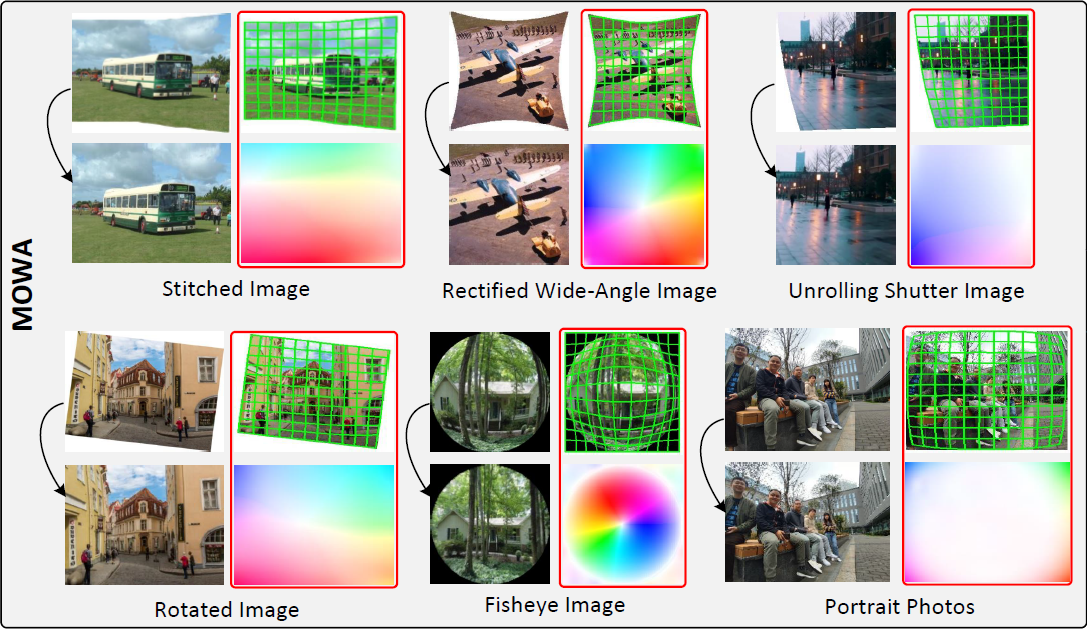 MOWA
Stitched Image
Rectified Wide-Angle Image
Unrolling Shutter Image
Rotated Image
Fisheye Image
Portrait Photos